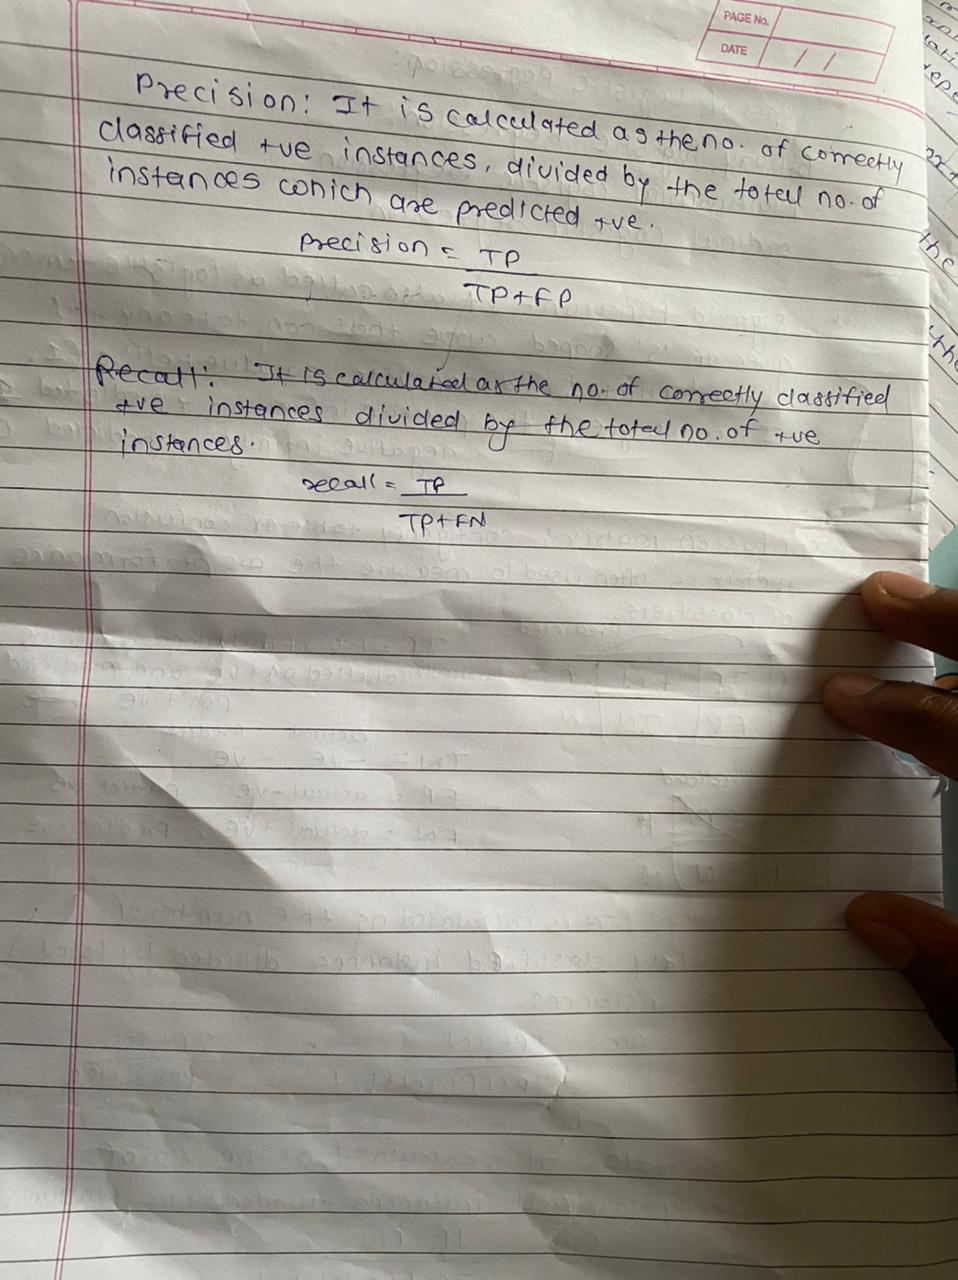 PAGE No.
DATE / /
Precision: It is calculated as the no. of correctly
classified +ve instances, divided by the total no. of
instances which are predicted +ve.
precision = TP
TP+FP
Recall: It is calculated as the no. of correctly classified
+ve instances divided by the total no. of +ve
instances.
recall = TP
TP+FN
the
the